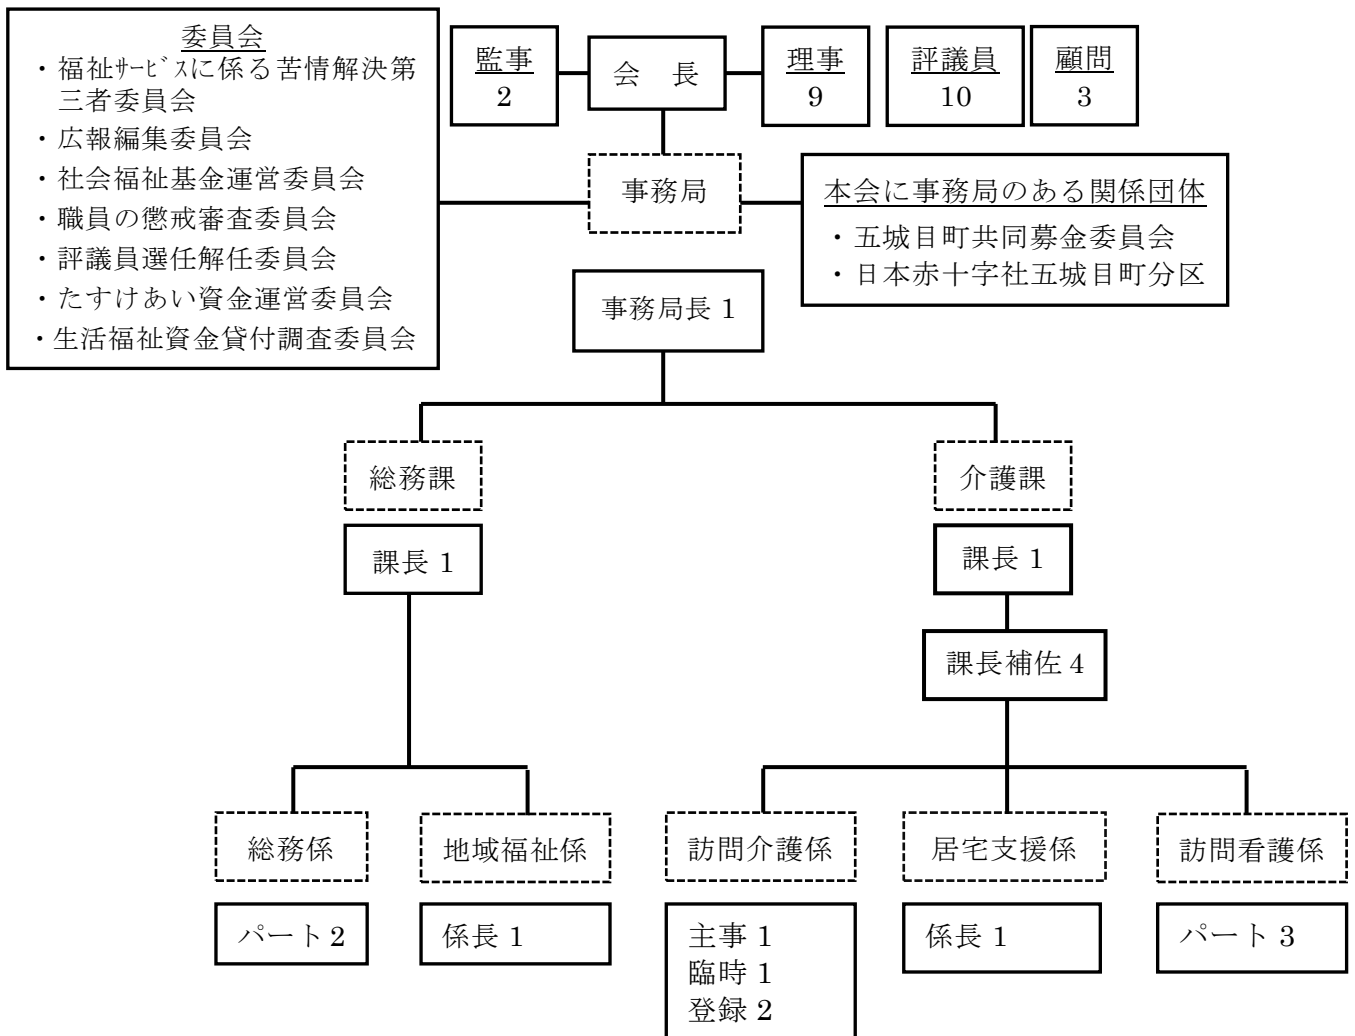 委員会
・福祉ｻｰﾋﾞｽに係る苦情解決第
三者委員会
・広報編集委員会
・社会福祉基金運営委員会
・職員の懲戒審査委員会
・評議員選任解任委員会
・たすけあい資金運営委員会
・生活福祉資金貸付調査委員会
監事
2
会　長
理事
9
評議員
10
顧問
3
事務局
本会に事務局のある関係団体
・五城目町共同募金委員会
・日本赤十字社五城目町分区
事務局長 1
総務課
介護課
課長 1
課長 1
課長補佐 4
総務係
地域福祉係
訪問介護係
居宅支援係
訪問看護係
パート 2
係長 1
主事 1
臨時 1
登録 2
係長 1
パート 3